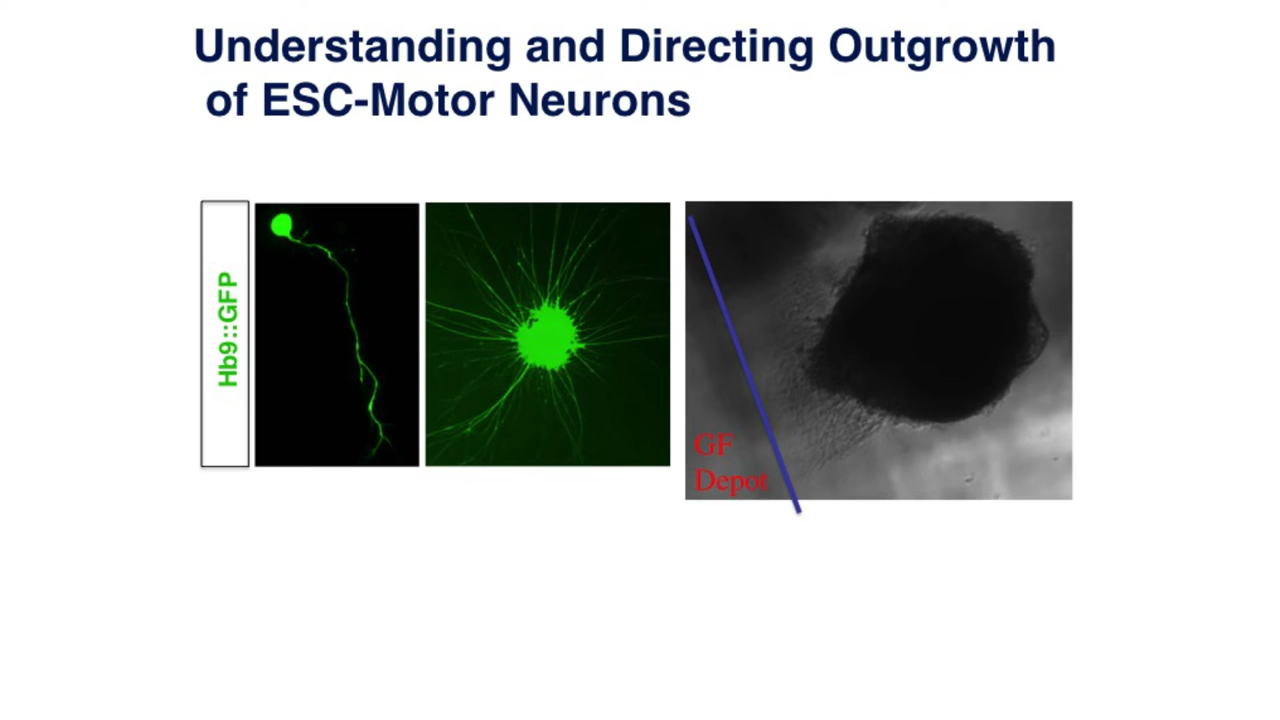 Understanding and Directing Outgrowth
of ESC-Motor Neurons
Hb9::GFP
GF
Depot